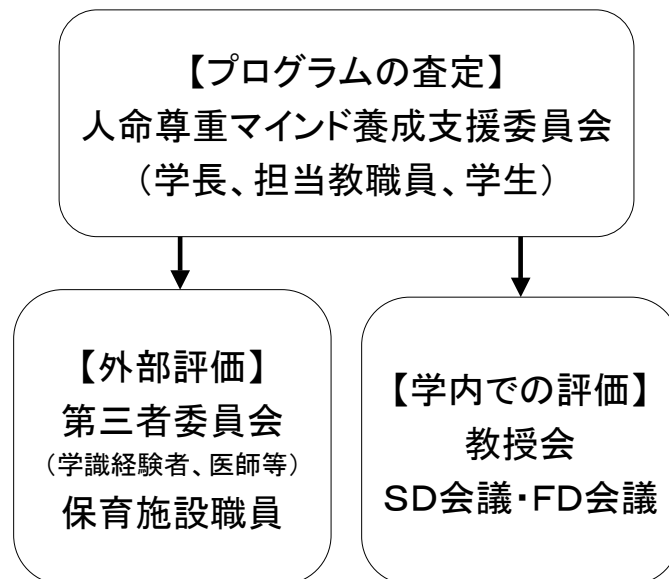 【プログラムの査定】
人命尊重マインド養成支援委員会
（学長、担当教職員、学生）
【外部評価】
第三者委員会
（学識経験者、医師等）
保育施設職員
【学内での評価】
教授会
ＳＤ会議・ＦＤ会議